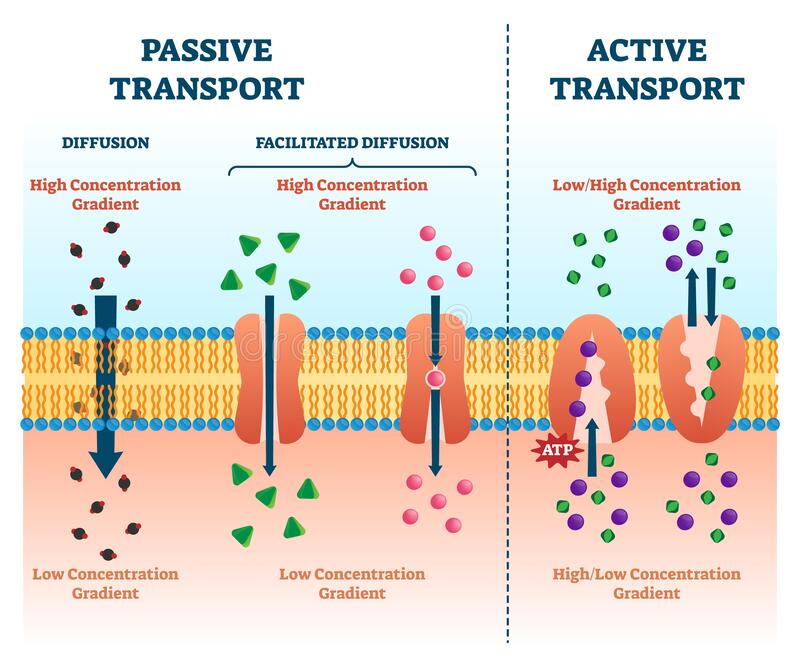 PASSIVE
TRANSPORT
ACTIVE
TRANSPORT
DIFFUSION
FACILITATED DIFFUSION
High Concentration
Gradient
High Concentration
Gradient
Low/High Concentration
Gradient
ATP
Low Concentration
Gradient
Low Concentration
Gradient
High/Low Concentration
Gradient